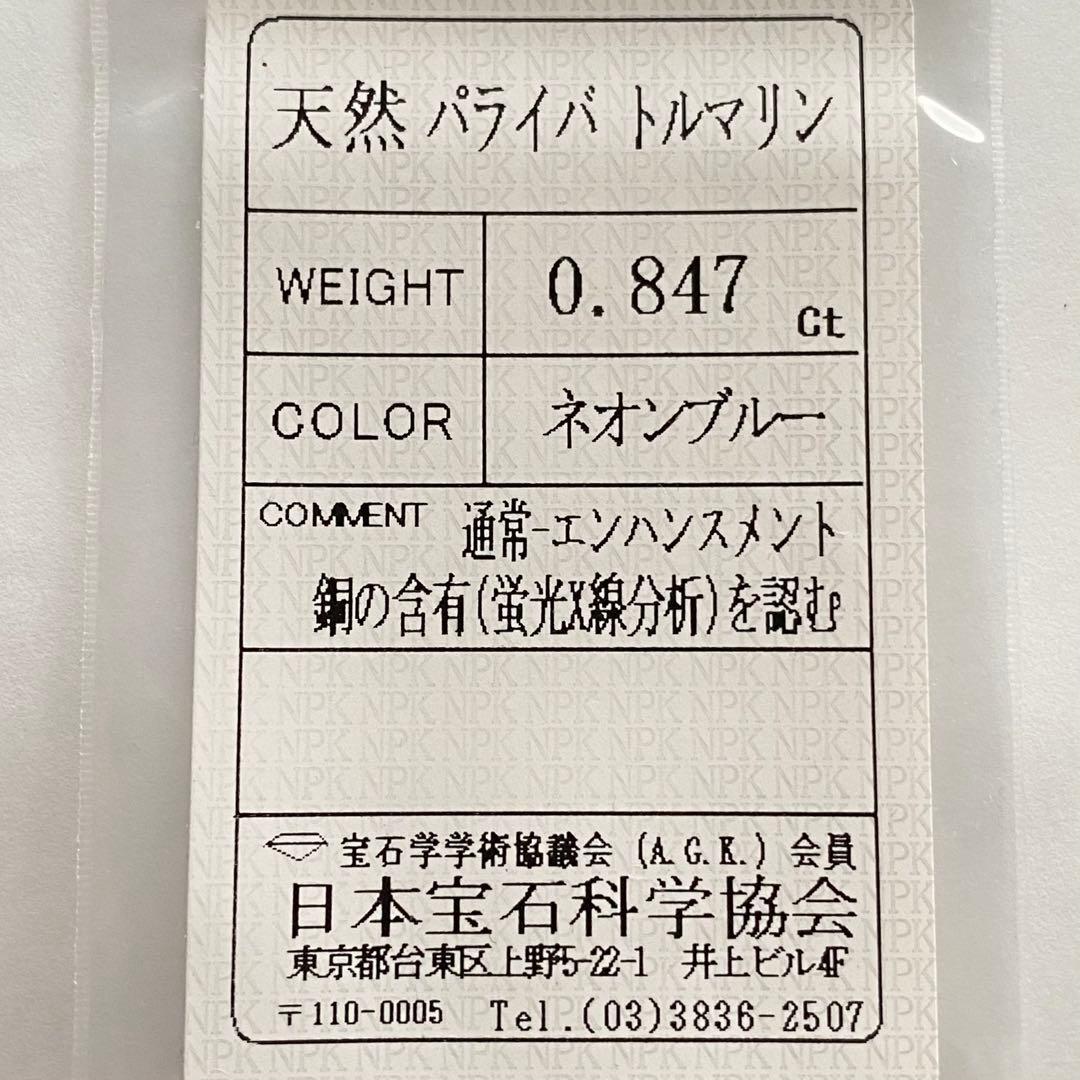 天然 パライバ トルマリン
WEIGHT 0.847 Ct
COLOR ネオンブルー
COMMENT 通常-エンハンスメント
銅の含有(蛍光X線分析)を認む
宝石学学術協議会 (A.G.K.) 会員
日本宝石科学協会
東京都台東区上野5-22-1 井上ビル4F
〒110-0005 Tel.(03)3836-2507